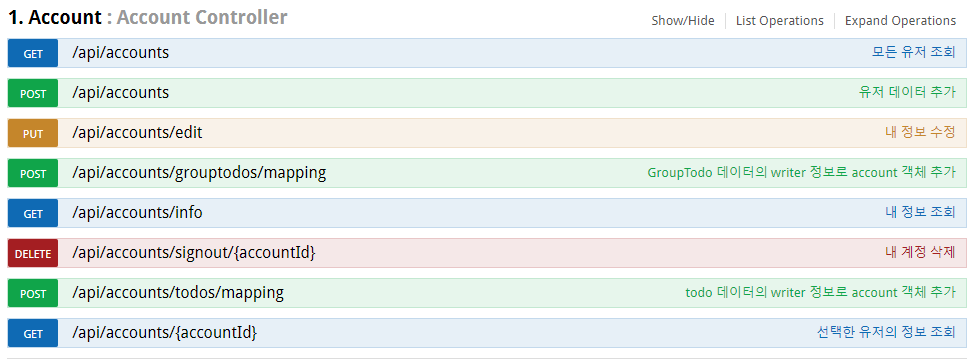 1. Account : Account Controller Show/Hide List Operations Expand Operations
GET /api/accounts 모든 유저 조회
POST /api/accounts 유저 데이터 추가
PUT /api/accounts/edit 내 정보 수정
POST /api/accounts/grouptodos/mapping GroupTodo 데이터의 writer 정보로 account 객체 추가
GET /api/accounts/info 내 정보 조회
DELETE /api/accounts/signout/{accountId} 내 계정 삭제
POST /api/accounts/todos/mapping todo 데이터의 writer 정보로 account 객체 추가
GET /api/accounts/{accountId} 선택한 유저의 정보 조회